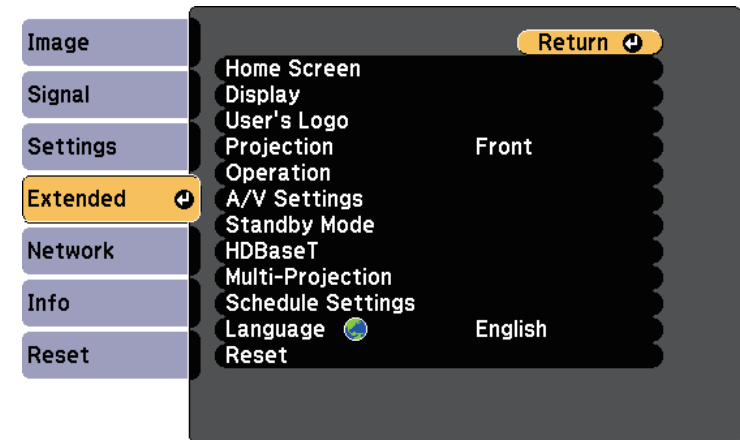 Image
Signal
Settings
Extended
Network
Info
Reset
Return
Home Screen
Display
User's Logo
Projection Front
Operation
A/V Settings
Standby Mode
HDBaseT
Multi-Projection
Schedule Settings
Language English
Reset